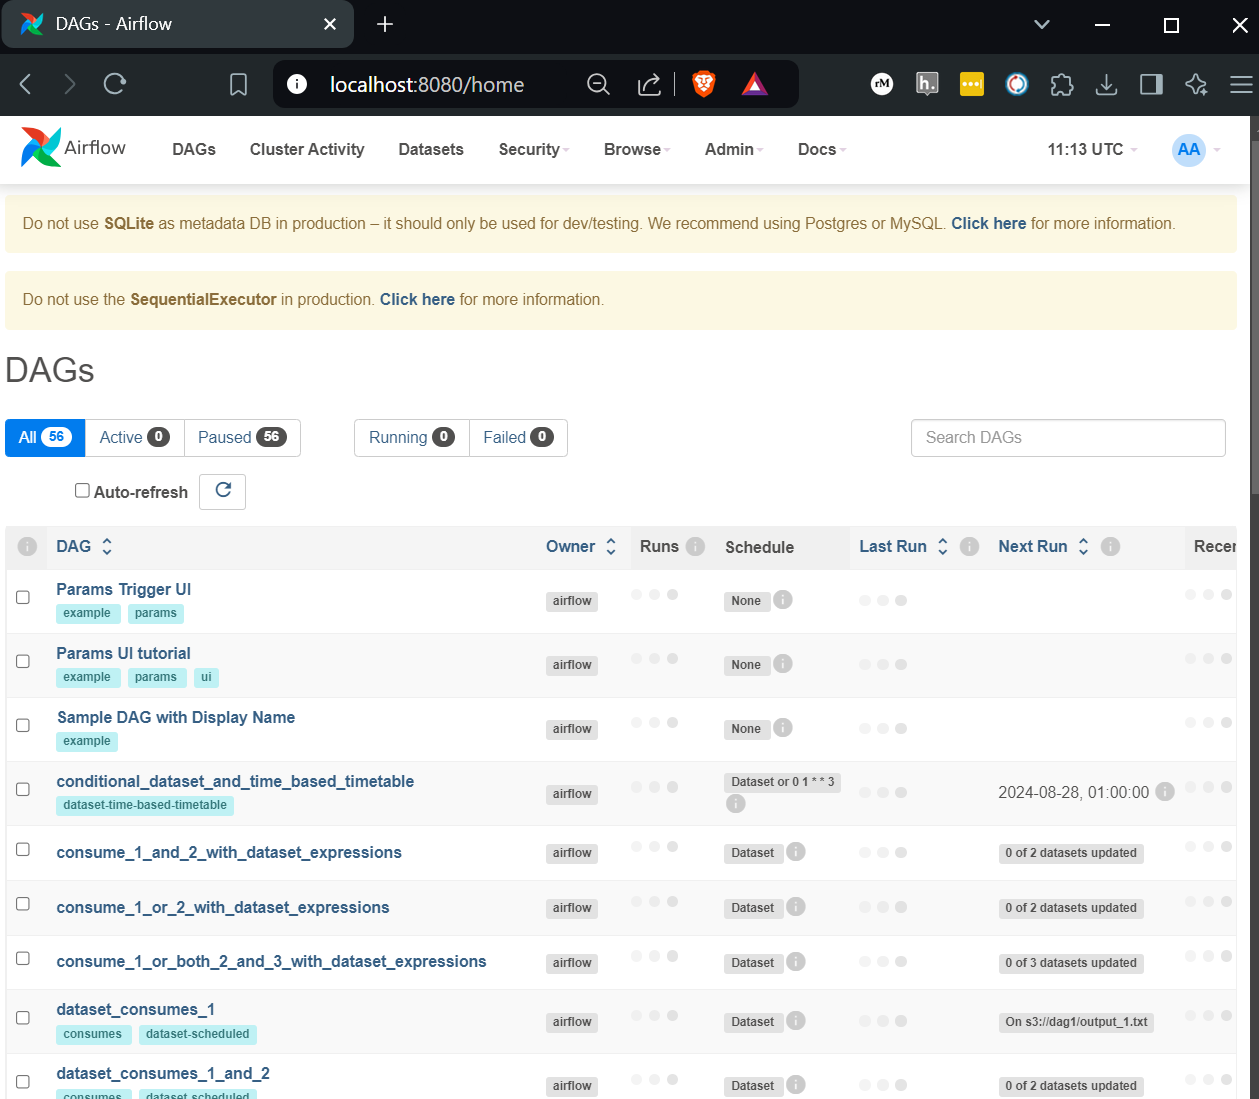 DAGs - Airflow
localhost:8080/home
rM
h.
Airflow
DAGs
Cluster Activity
Datasets
Security
Browse
Admin
Docs
11:13 UTC
AA
Do not use SQLite as metadata DB in production – it should only be used for dev/testing. We recommend using Postgres or MySQL. Click here for more information.
Do not use the SequentialExecutor in production. Click here for more information.
DAGs
All 56
Active 0
Paused 56
Running 0
Failed 0
Search DAGs
Auto-refresh
DAG Owner Runs Schedule Last Run Next Run Recen
Params Trigger UI
example params
airflow
None
Params UI tutorial
example params ui
airflow
None
Sample DAG with Display Name
example
airflow
None
conditional_dataset_and_time_based_timetable
dataset-time-based-timetable
airflow
Dataset or 0 1 * * 3
2024-08-28, 01:00:00
consume_1_and_2_with_dataset_expressions
airflow
Dataset
0 of 2 datasets updated
consume_1_or_2_with_dataset_expressions
airflow
Dataset
0 of 2 datasets updated
consume_1_or_both_2_and_3_with_dataset_expressions
airflow
Dataset
0 of 3 datasets updated
dataset_consumes_1
consumes dataset-scheduled
airflow
Dataset
On s3://dag1/output_1.txt
dataset_consumes_1_and_2
consumes dataset-scheduled
airflow
Dataset
0 of 2 datasets updated